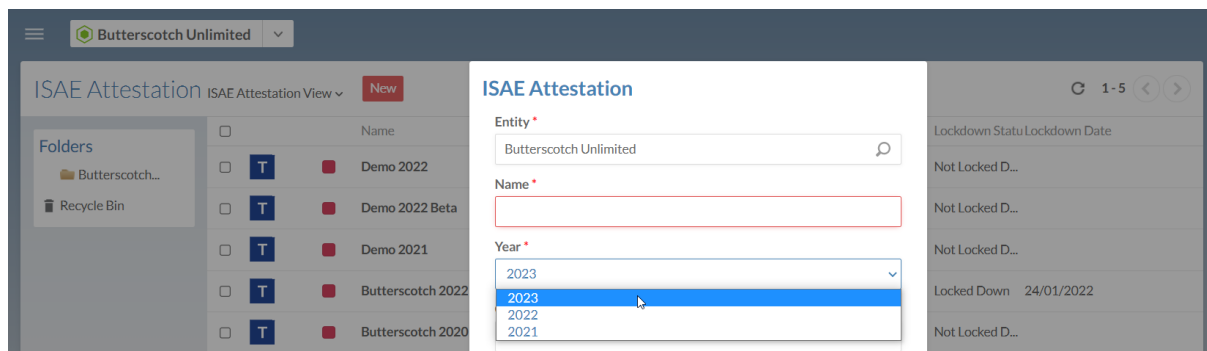 Butterscotch Unlimited
ISAE Attestation ISAE Attestation View New
1-5
Folders
Butterscotch...
Recycle Bin
Name Lockdown Statu Lockdown Date
T Demo 2022 Not Locked D...
T Demo 2022 Beta Not Locked D...
T Demo 2021 Not Locked D...
T Butterscotch 2022 Locked Down 24/01/2022
T Butterscotch 2020 Not Locked D...
ISAE Attestation
Entity *
Butterscotch Unlimited
Name *
Year *
2023
2023
2022
2021